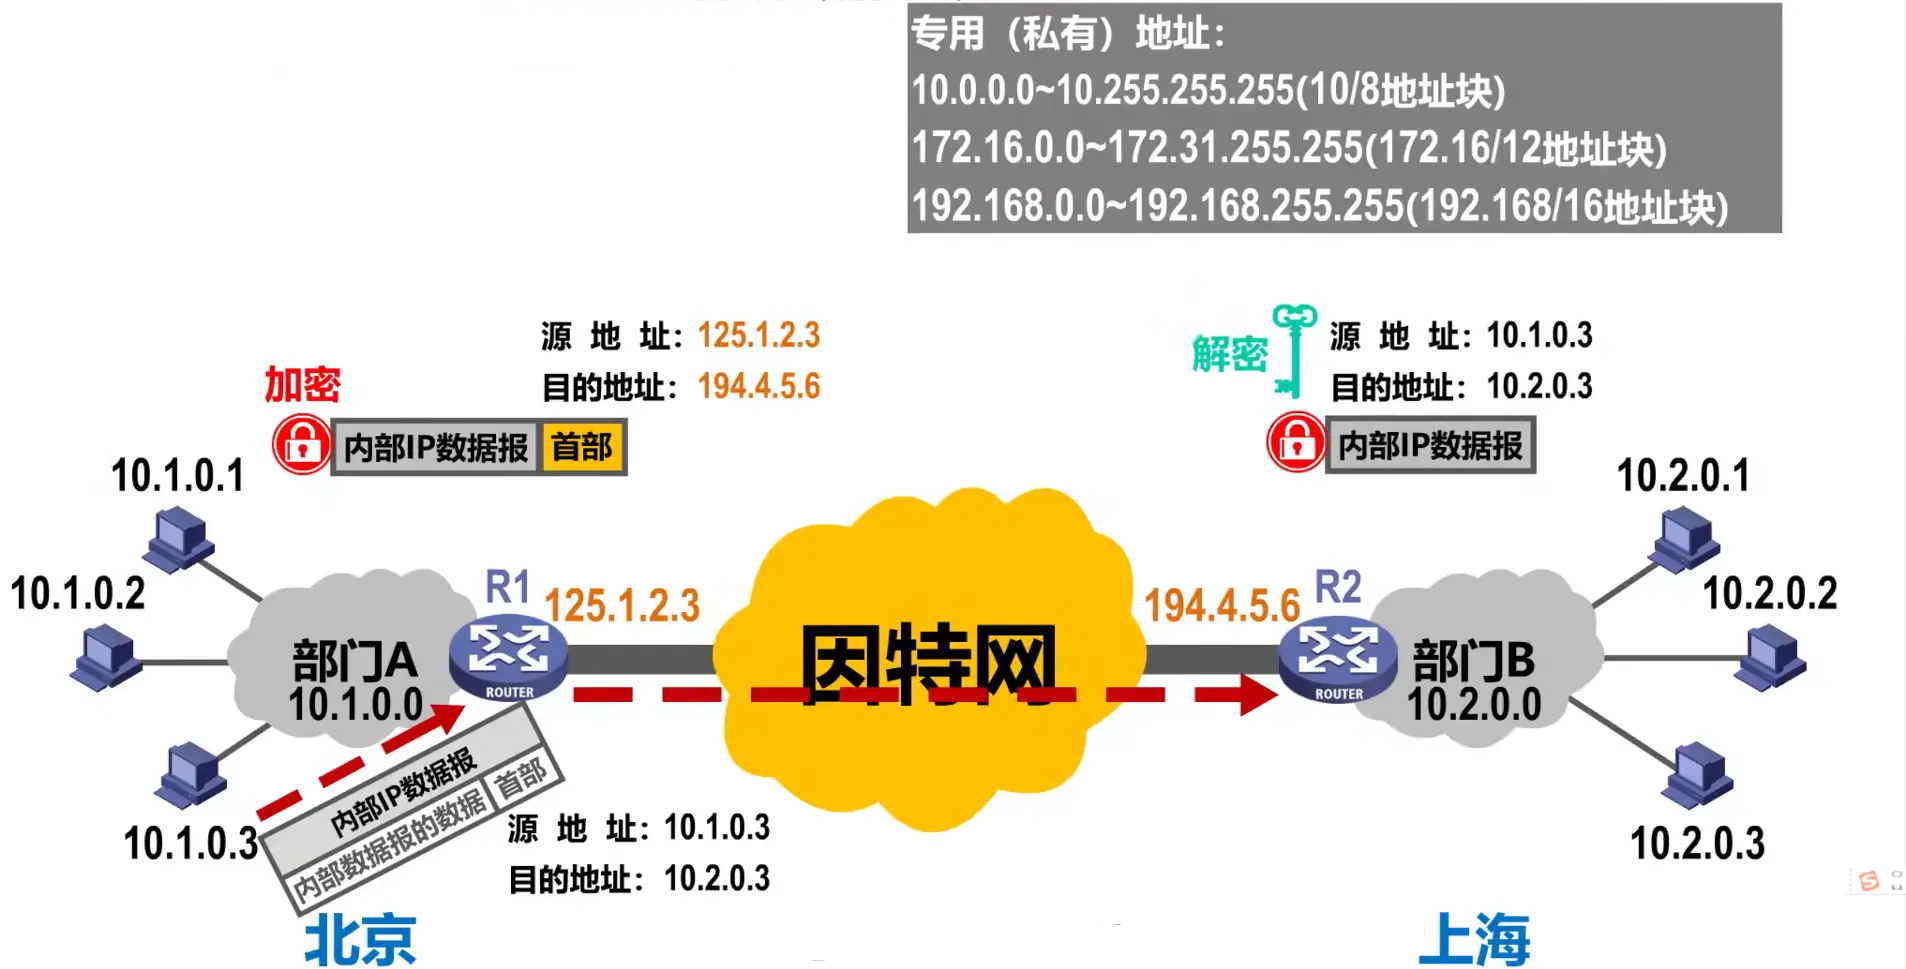 专用（私有）地址：
10.0.0.0~10.255.255.255(10/8地址块)
172.16.0.0~172.31.255.255(172.16/12地址块)
192.168.0.0~192.168.255.255(192.168/16地址块)
源 地 址：125.1.2.3
目的地址：194.4.5.6
加密
内部IP数据报 首部
解密
源 地 址：10.1.0.3
目的地址：10.2.0.3
内部IP数据报
10.1.0.1
10.1.0.2
10.1.0.3
部门A
10.1.0.0
R1
ROUTER
125.1.2.3
因特网
194.4.5.6
R2
ROUTER
部门B
10.2.0.0
10.2.0.1
10.2.0.2
10.2.0.3
内部IP数据报
内部数据报的数据 首部
源 地 址：10.1.0.3
目的地址：10.2.0.3
北京
上海